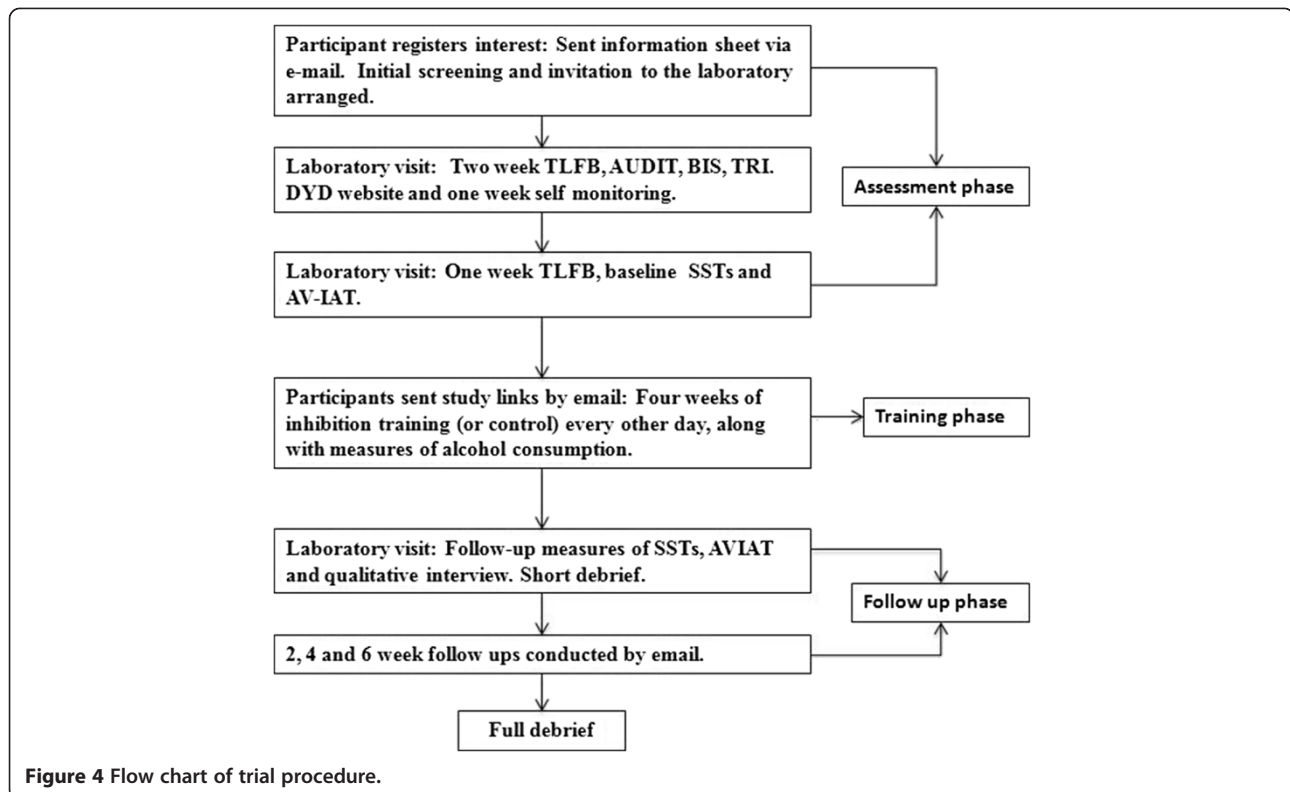 Participant registers interest: Sent information sheet via
e-mail. Initial screening and invitation to the laboratory
arranged.
Laboratory visit: Two week TLFB, AUDIT, BIS, TRI.
DYD website and one week self monitoring.
Assessment phase
Laboratory visit: One week TLFB, baseline SSTs and
AV-IAT.
Participants sent study links by email: Four weeks of
inhibition training (or control) every other day, along
with measures of alcohol consumption.
Training phase
Laboratory visit: Follow-up measures of SSTs, AVIAT
and qualitative interview. Short debrief.
Follow up phase
2, 4 and 6 week follow ups conducted by email.
Full debrief
Figure 4 Flow chart of trial procedure.